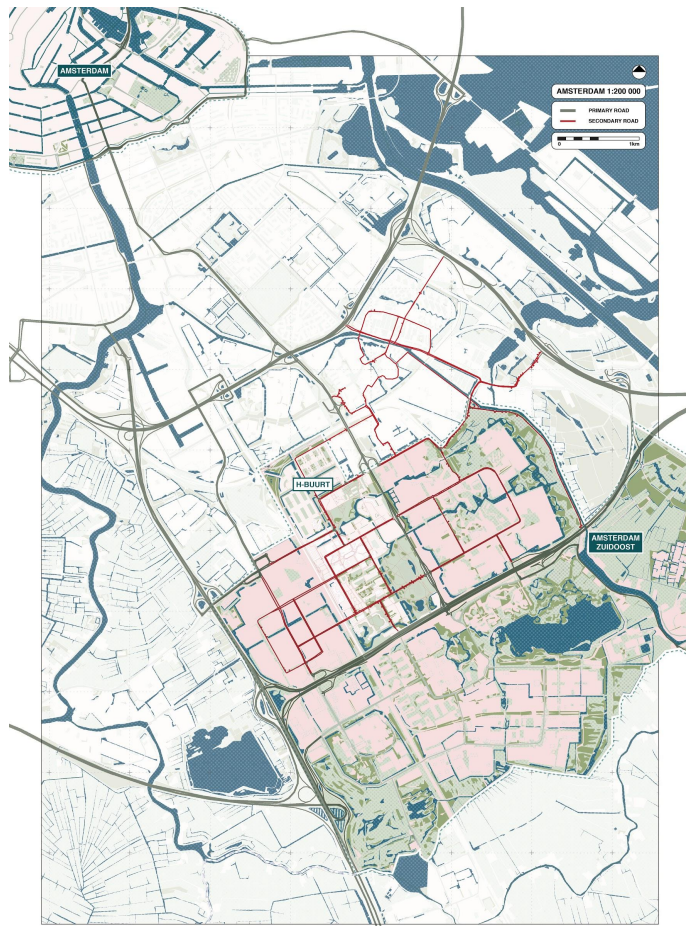 AMSTERDAM
AMSTERDAM 1:200 000
PRIMARY ROAD
SECONDARY ROAD
0 1km
H-BUURT
AMSTERDAM
ZUIDOOST